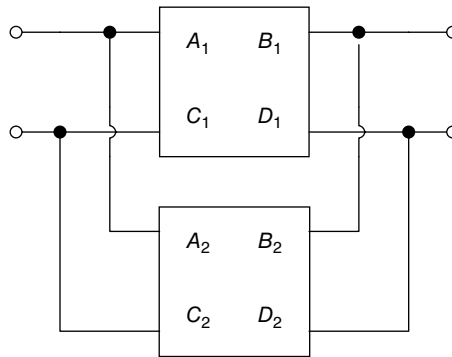 A₁ B₁
C₁ D₁
A₂ B₂
C₂ D₂